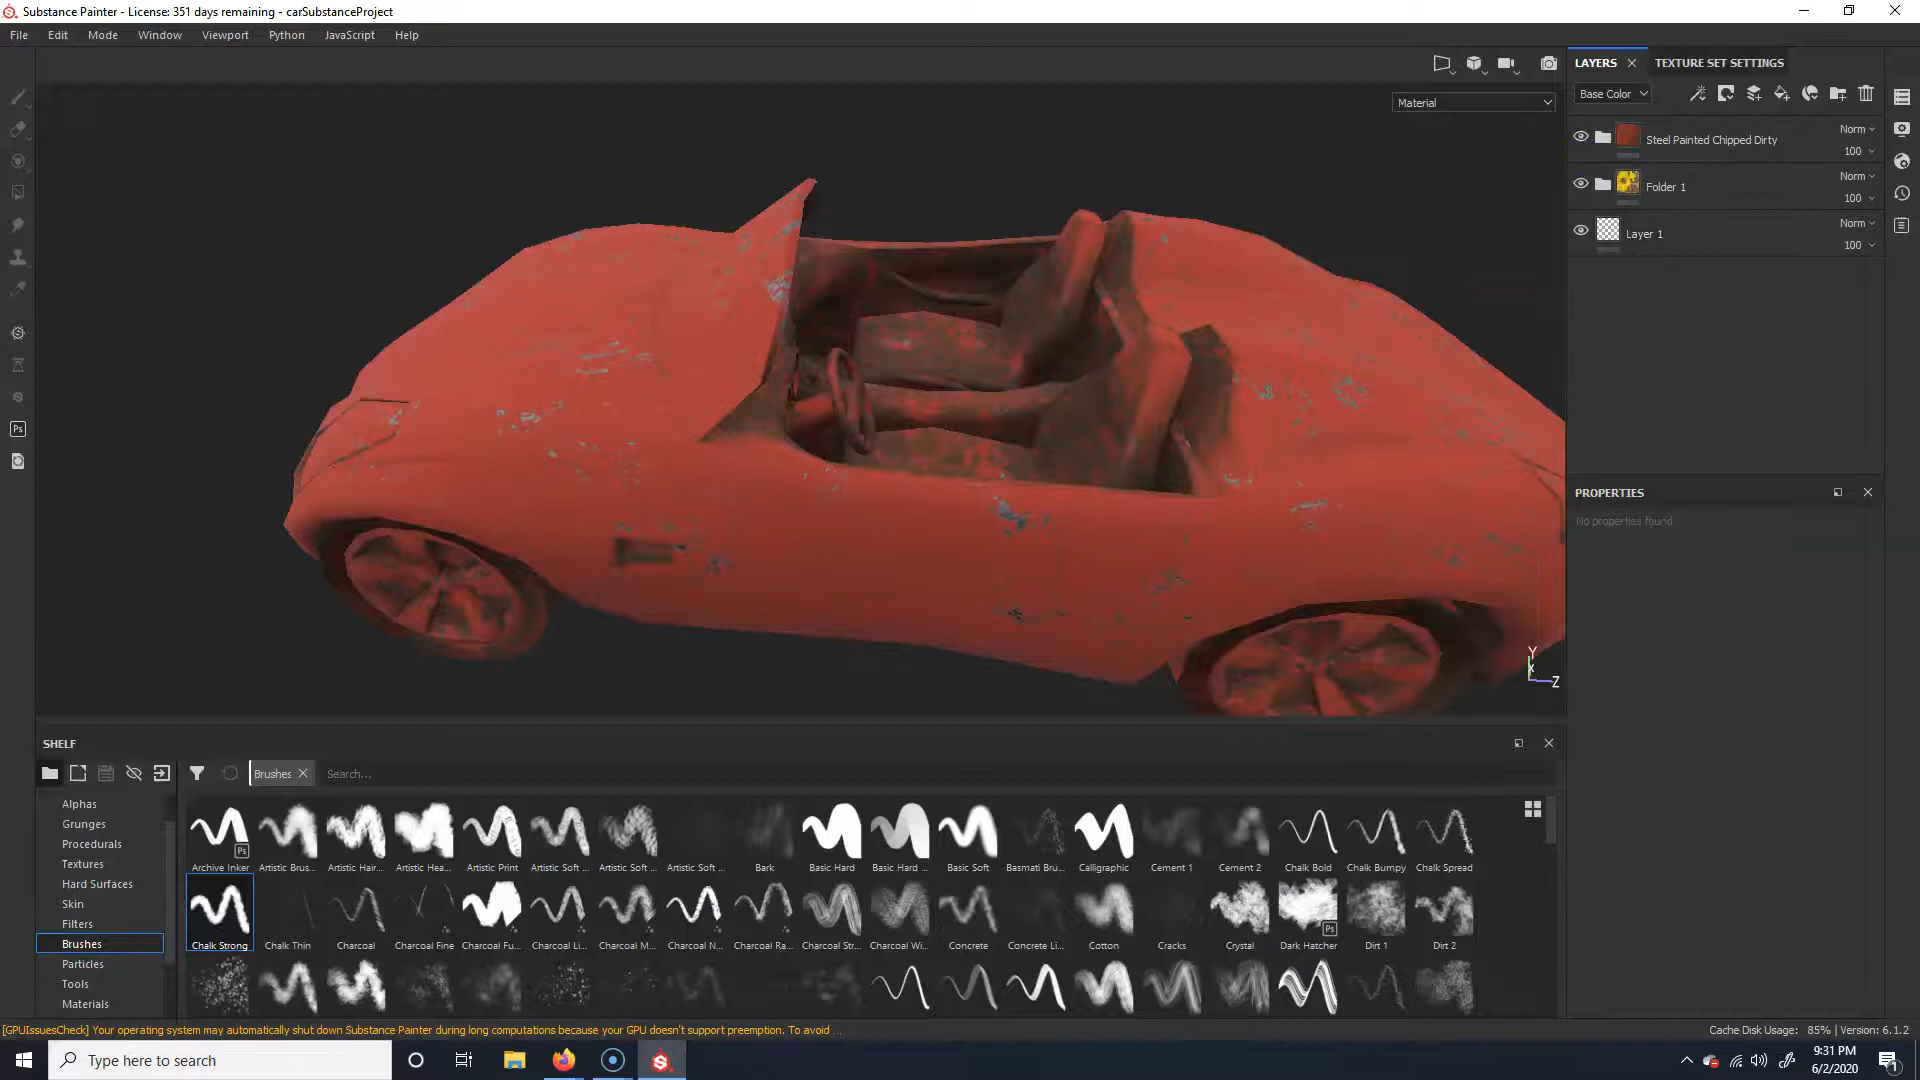 Substance Painter - License: 351 days remaining - carSubstanceProject
File Edit Mode Window Viewport Python JavaScript Help
LAYERS TEXTURE SET SETTINGS
Base Color
Material
Steel Painted Chipped Dirty Norm 100
Folder 1 Norm 100
Layer 1 Norm 100
Ps
Y
X
Z
PROPERTIES
No properties found
SHELF
Brushes Search...
Alphas
Grunges
Procedurals
Textures
Hard Surfaces
Skin
Filters
Brushes
Particles
Tools
Materials
Ps
Archive Inker Artistic Brus... Artistic Hair... Artistic Hea... Artistic Print Artistic Soft ... Artistic Soft ... Artistic Soft ... Bark Basic Hard Basic Hard ... Basic Soft Basmati Bru... Calligraphic Cement 1 Cement 2 Chalk Bold Chalk Bumpy Chalk Spread
Ps
Chalk Strong Chalk Thin Charcoal Charcoal Fine Charcoal Fu... Charcoal Li... Charcoal M... Charcoal N... Charcoal Ra... Charcoal Str... Charcoal Wi... Concrete Concrete Li... Cotton Cracks Crystal Dark Hatcher Dirt 1 Dirt 2
[GPUIssuesCheck] Your operating system may automatically shut down Substance Painter during long computations because your GPU doesn't support preemption. To avoid ...
Cache Disk Usage: 85% | Version: 6.1.2
Type here to search
9:31 PM
6/2/2020
1